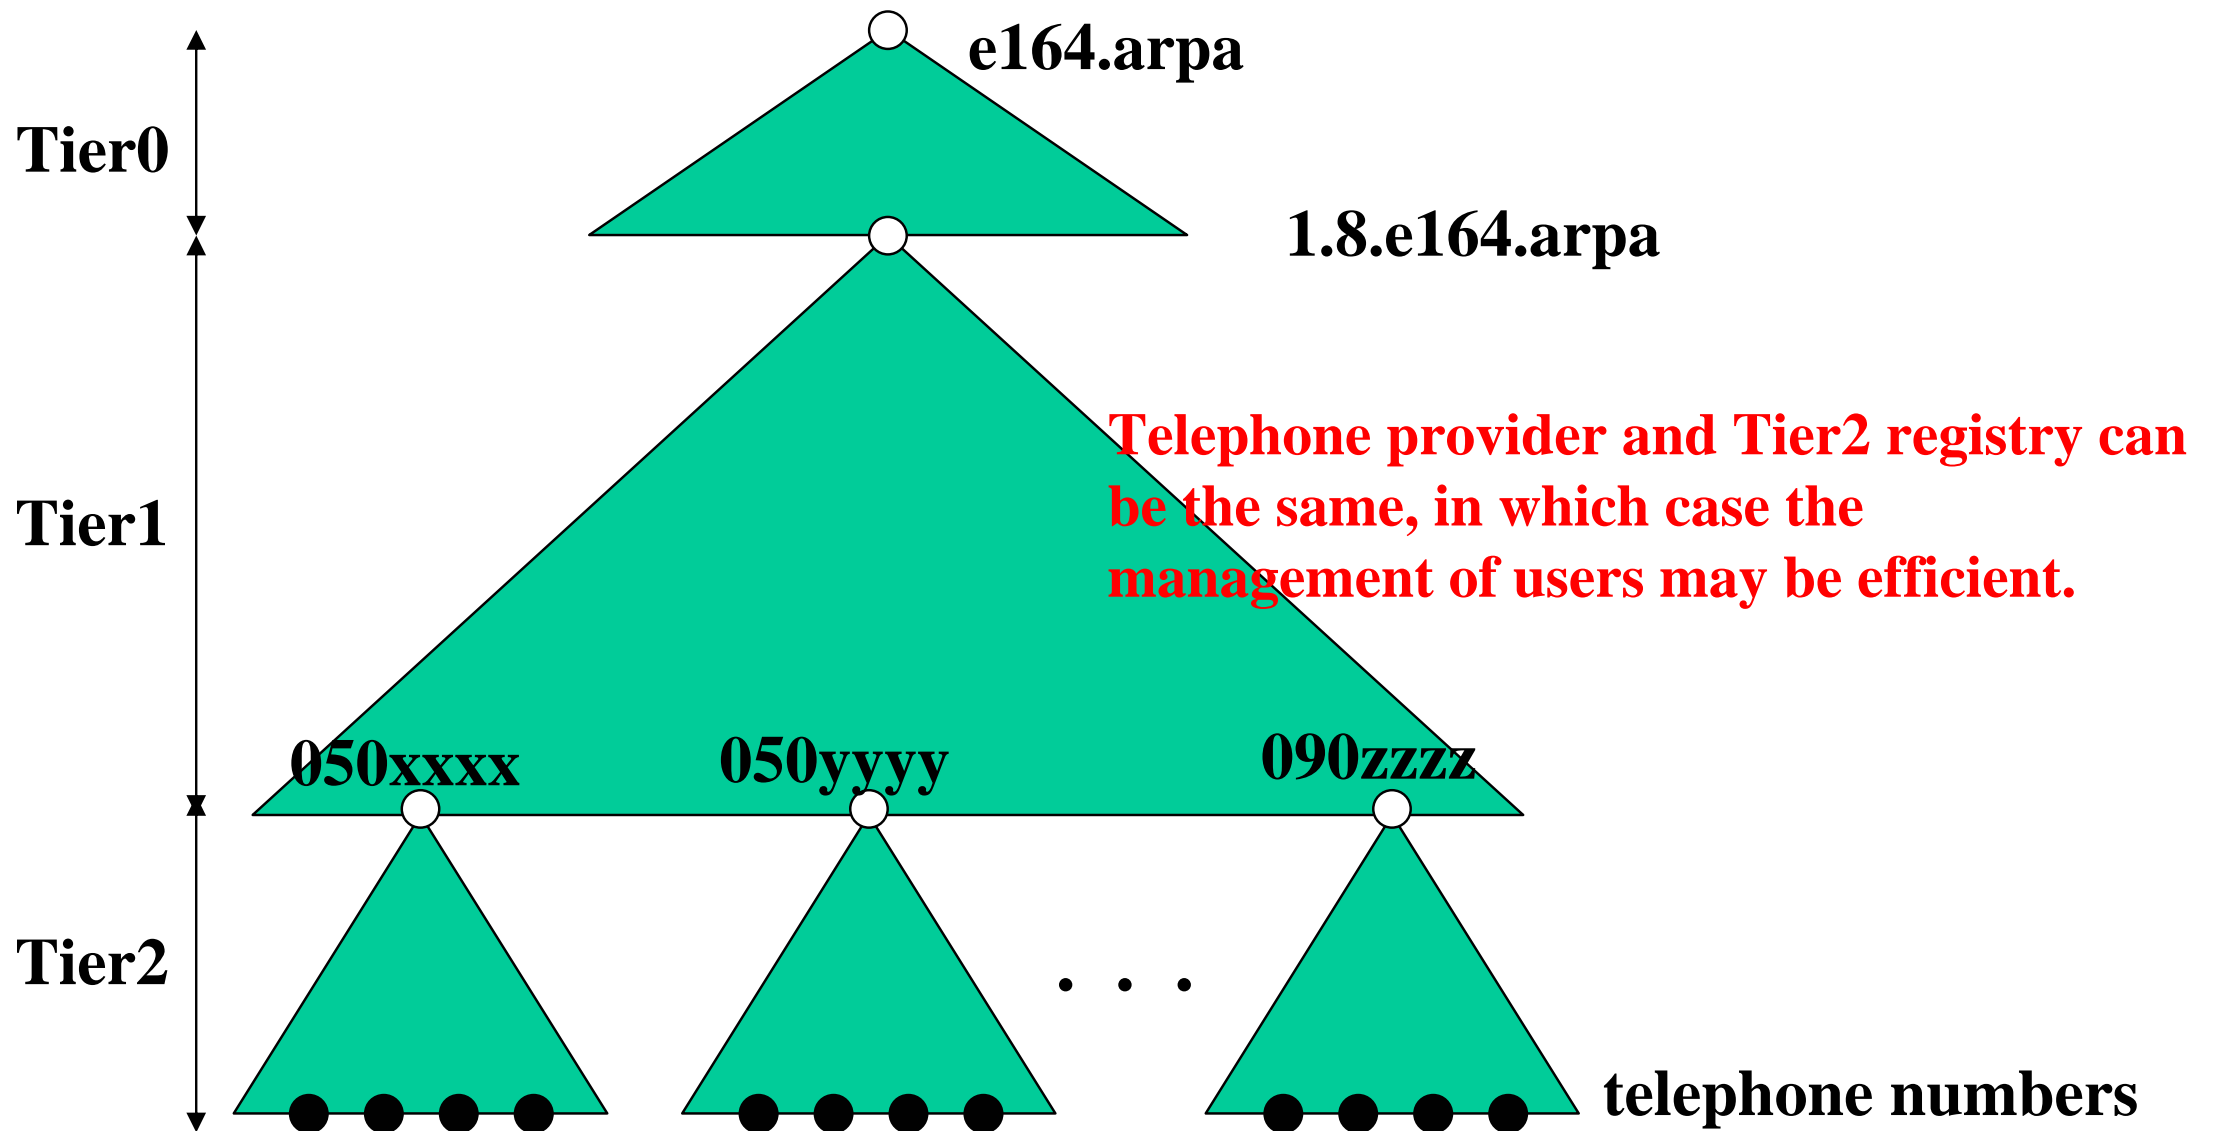 e164.arpa
Tier0
1.8.e164.arpa
Telephone provider and Tier2 registry can
be the same, in which case the
management of users may be efficient.
Tier1
050xxxx 050yyyy 090zzzz
Tier2
. . .
telephone numbers